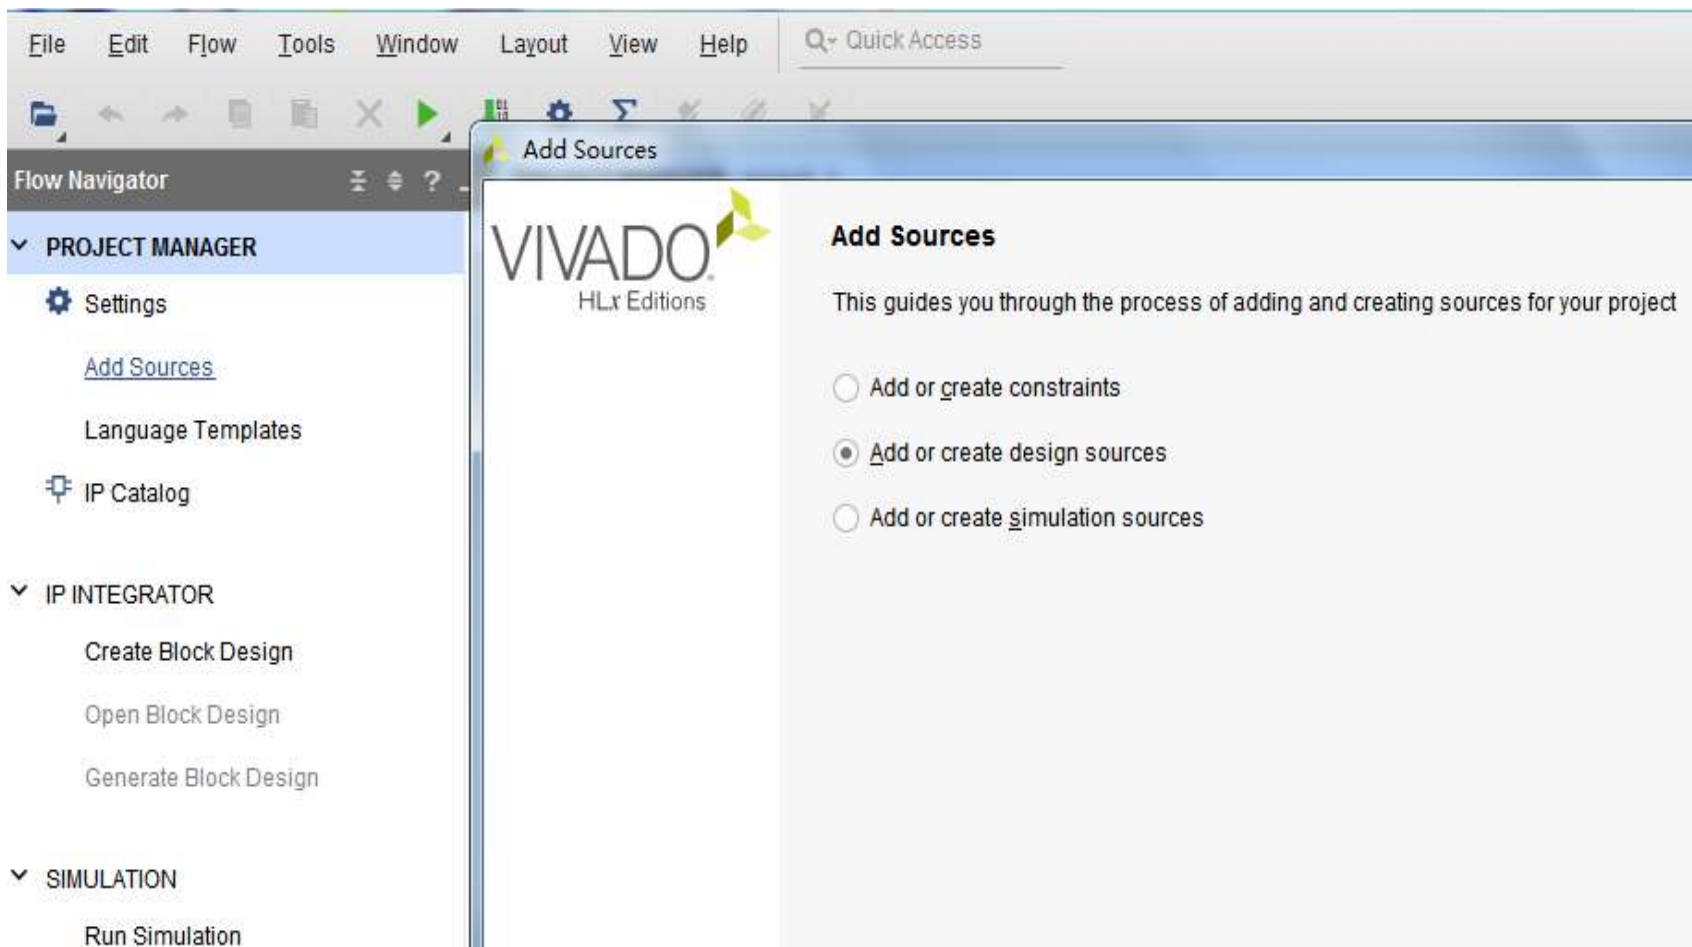 File Edit Flow Tools Window Layout View Help Quick Access
Flow Navigator ?
Add Sources
PROJECT MANAGER
Settings
Add Sources
Language Templates
IP Catalog
IP INTEGRATOR
Create Block Design
Open Block Design
Generate Block Design
SIMULATION
Run Simulation
VIVADO.
HLx Editions
Add Sources
This guides you through the process of adding and creating sources for your project
Add or create constraints
Add or create design sources
Add or create simulation sources